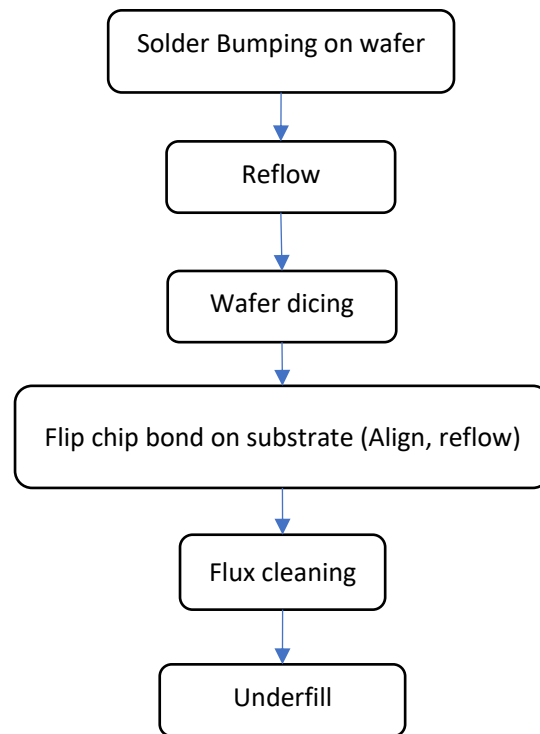 Solder Bumping on wafer
Reflow
Wafer dicing
Flip chip bond on substrate (Align, reflow)
Flux cleaning
Underfill